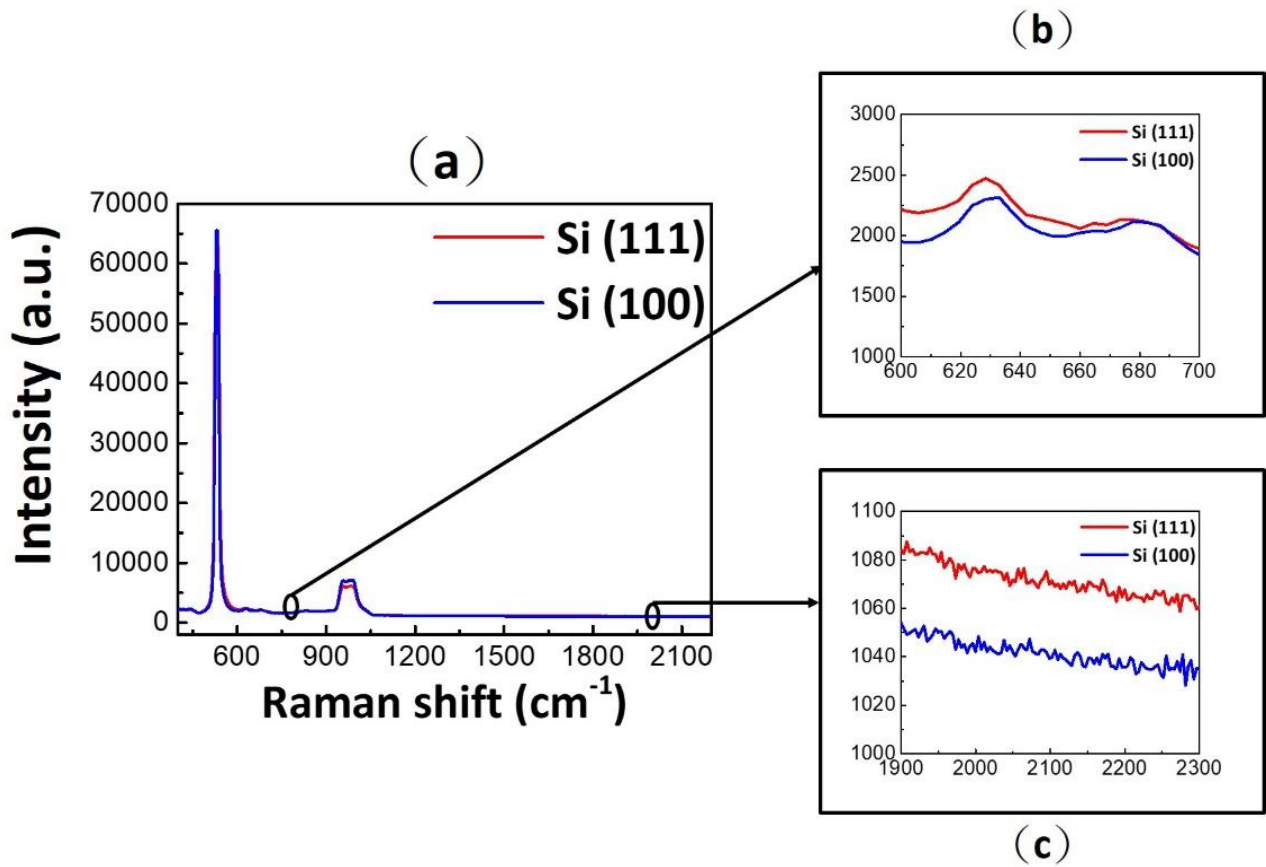 （a）
Intensity (a.u.)
70000
60000
50000
40000
30000
20000
10000
0
Si (111)
Si (100)
600 900 1200 1500 1800 2100
Raman shift (cm⁻¹)
（b）
3000
2500
2000
1500
1000
Si (111)
Si (100)
600 620 640 660 680 700
1100
1080
1060
1040
1020
1000
Si (111)
Si (100)
1900 2000 2100 2200 2300
（c）